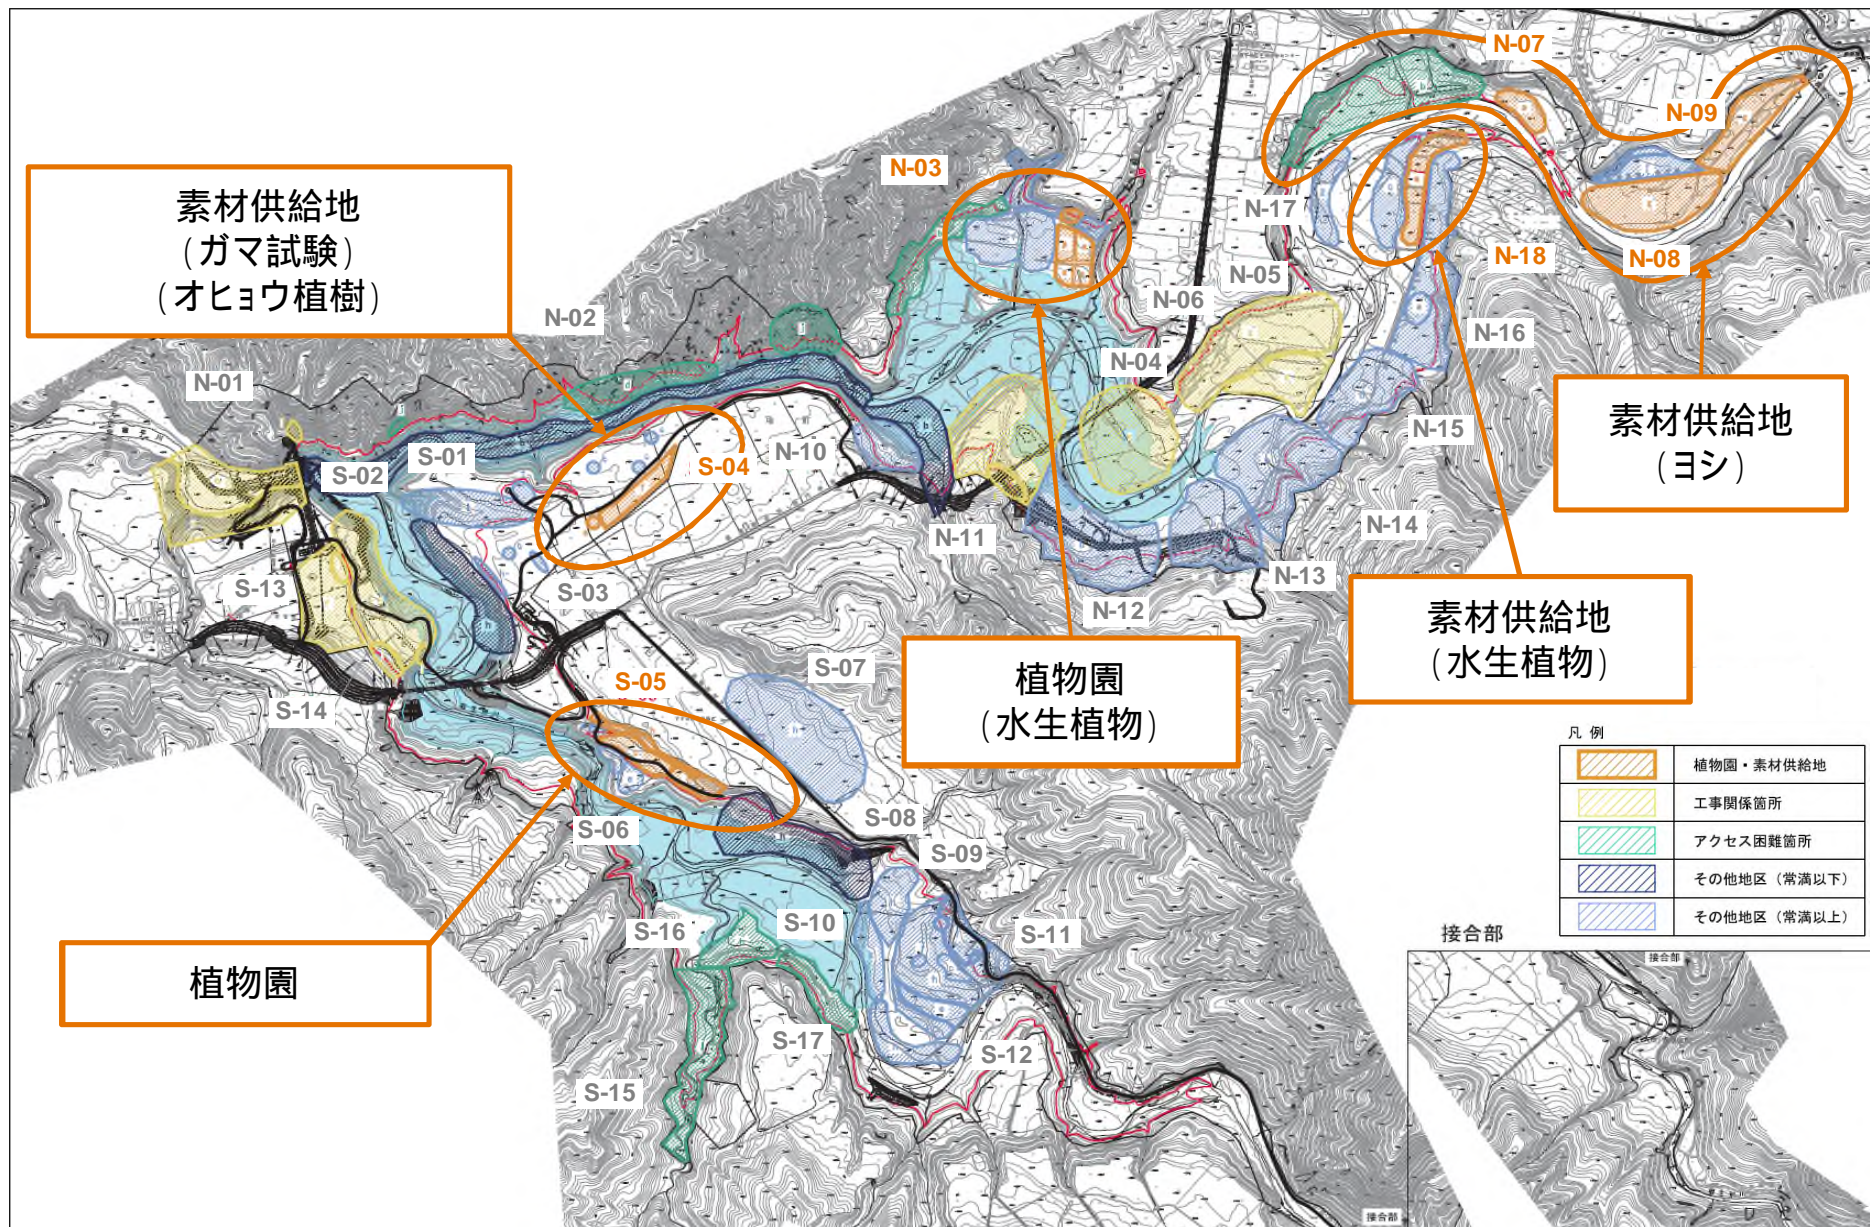 N-07
N-09
素材供給地
(ガマ試験)
(オヒョウ植樹)
N-03
N-17
N-18
N-08
N-05
N-06
N-02
N-16
N-04
N-01
N-15
素材供給地
(ヨシ)
S-01
S-02
S-04
N-10
N-11
N-14
N-13
N-12
S-13
S-03
素材供給地
(水生植物)
植物園
(水生植物)
S-07
S-05
S-14
凡 例
植物園・素材供給地
工事関係箇所
アクセス困難箇所
その他地区（常満以下）
その他地区（常満以上）
S-06
S-08
S-09
S-16
S-10
S-11
植物園
接合部
接合部
S-17
S-12
S-15
接合部